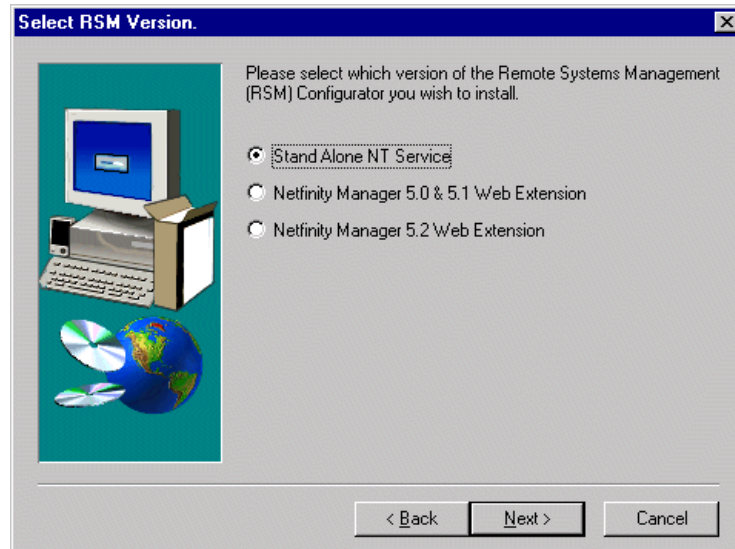 Select RSM Version.
Please select which version of the Remote Systems Management
(RSM) Configurator you wish to install.
Stand Alone NT Service
Netfinity Manager 5.0 & 5.1 Web Extension
Netfinity Manager 5.2 Web Extension
< Back
Next >
Cancel